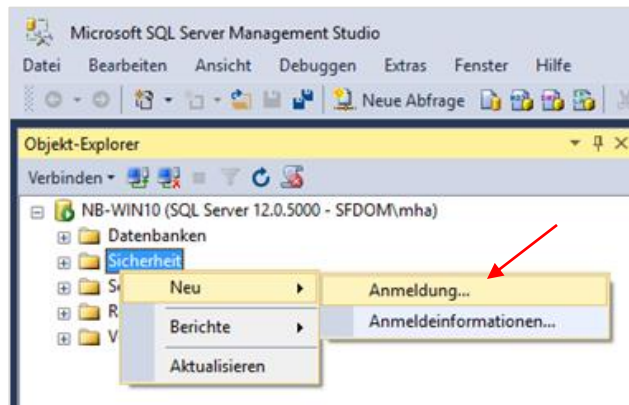 Microsoft SQL Server Management Studio
Datei Bearbeiten Ansicht Debuggen Extras Fenster Hilfe
Neue Abfrage
Objekt-Explorer
Verbinden
NB-WIN10 (SQL Server 12.0.5000 - SFDOM\mha)
Datenbanken
Sicherheit
Neu
Anmeldung...
Anmeldeinformationen...
Berichte
Aktualisieren